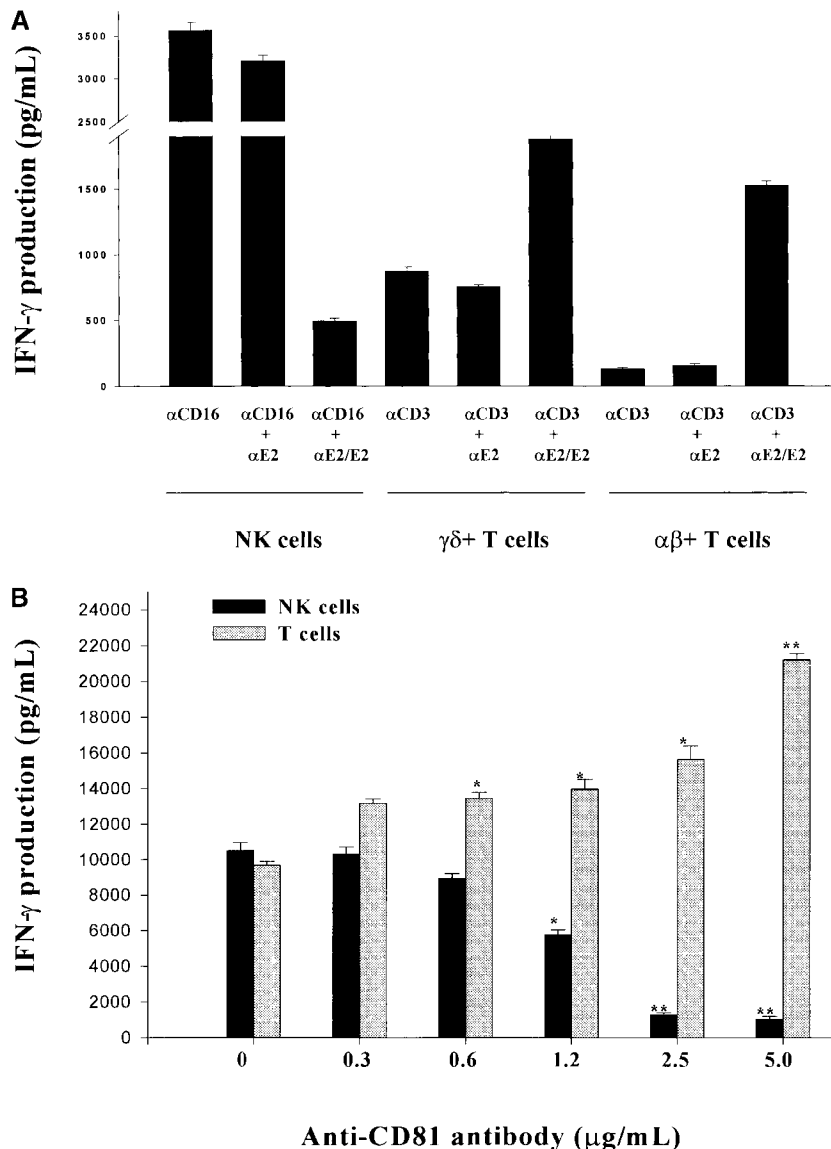 A
IFN-γ production (pg/mL)
3500
3000
2500
1500
1000
500
0
αCD16 αCD16 αCD16 αCD3 αCD3 αCD3 αCD3 αCD3 αCD3
+ + + + + +
αE2 αE2/E2 αE2 αE2/E2 αE2 αE2/E2
NK cells γδ+ T cells αβ+ T cells
B
IFN-γ production (pg/mL)
24000
22000
20000
18000
16000
14000
12000
10000
8000
6000
4000
2000
0
NK cells
T cells
* * * **
* ** **
0 0.3 0.6 1.2 2.5 5.0
Anti-CD81 antibody (μg/mL)